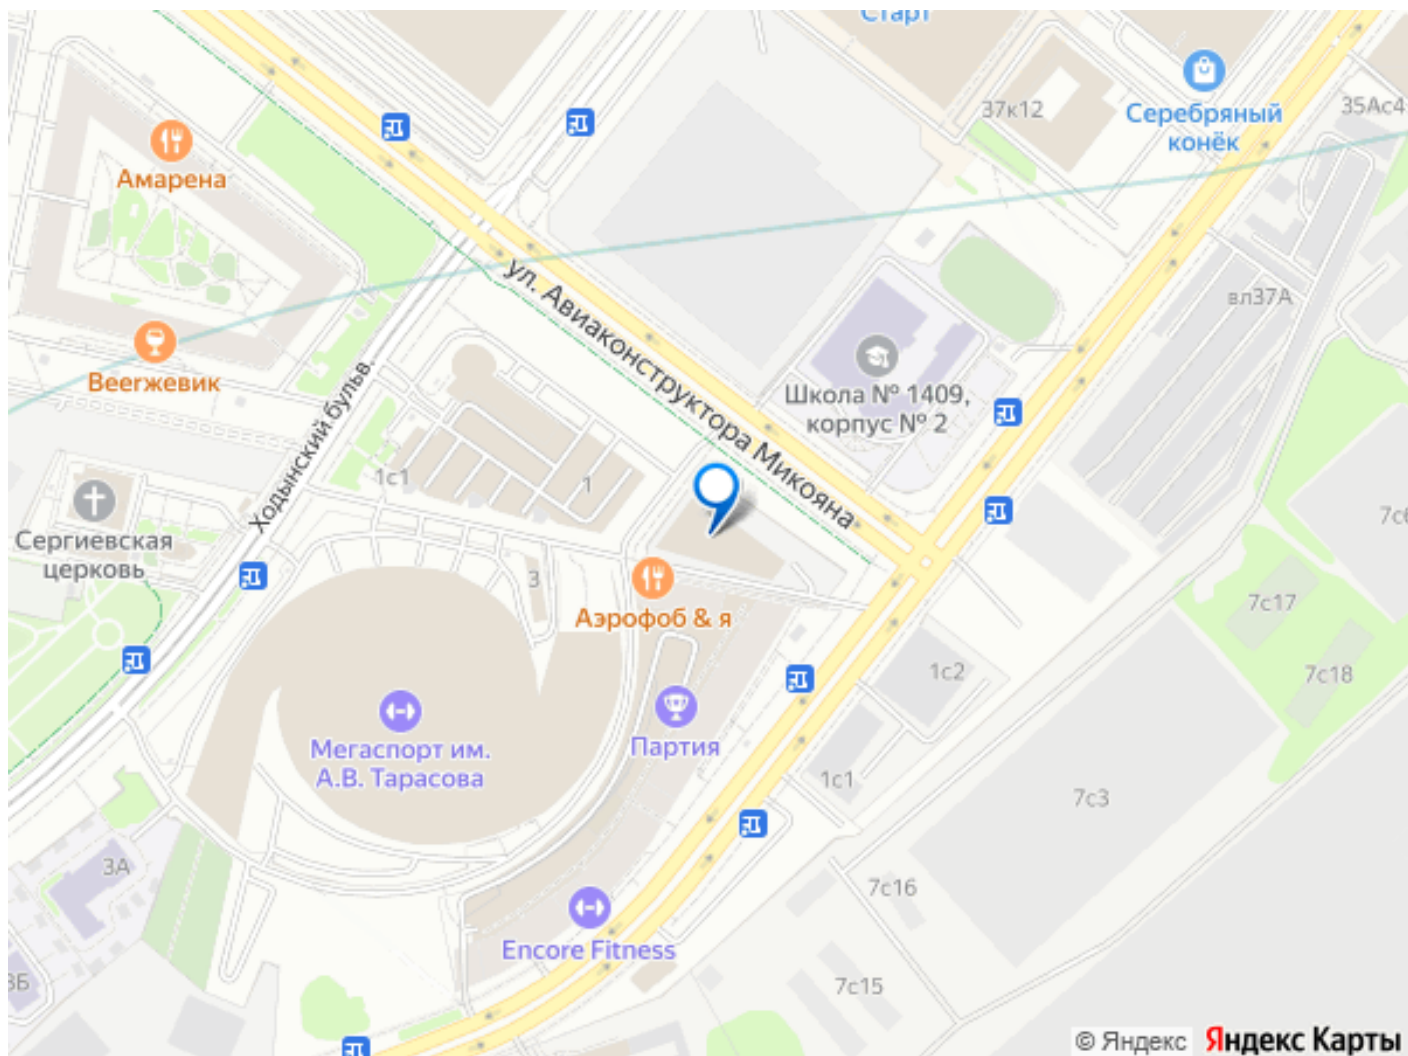 Старт
37к12
Серебряный
конёк
35Ас4
Амарена
вл37А
ул. Авиаконструктора Микояна
Веегжевик
Школа № 1409,
корпус № 2
Ходынский бульв.
1с1
1
Сергиевская
церковь
3
7с17
Аэрофоб & я
1с2
7с18
Мегаспорт им.
А.В. Тарасова
Партия
1с1
7с3
3А
7с16
Encore Fitness
3Б
7с15
© Яндекс Яндекс Карты